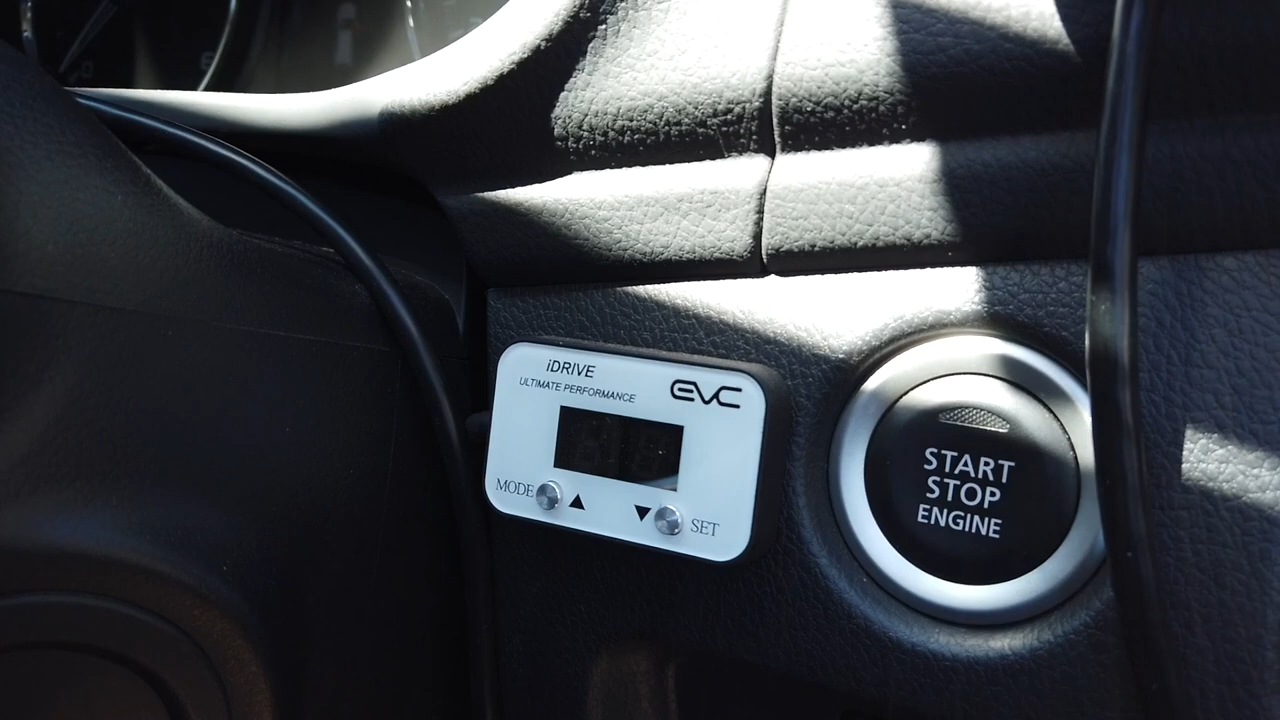 iDRIVE
ULTIMATE PERFORMANCE
EVC
MODE ▲ ▼ SET
START
STOP
ENGINE